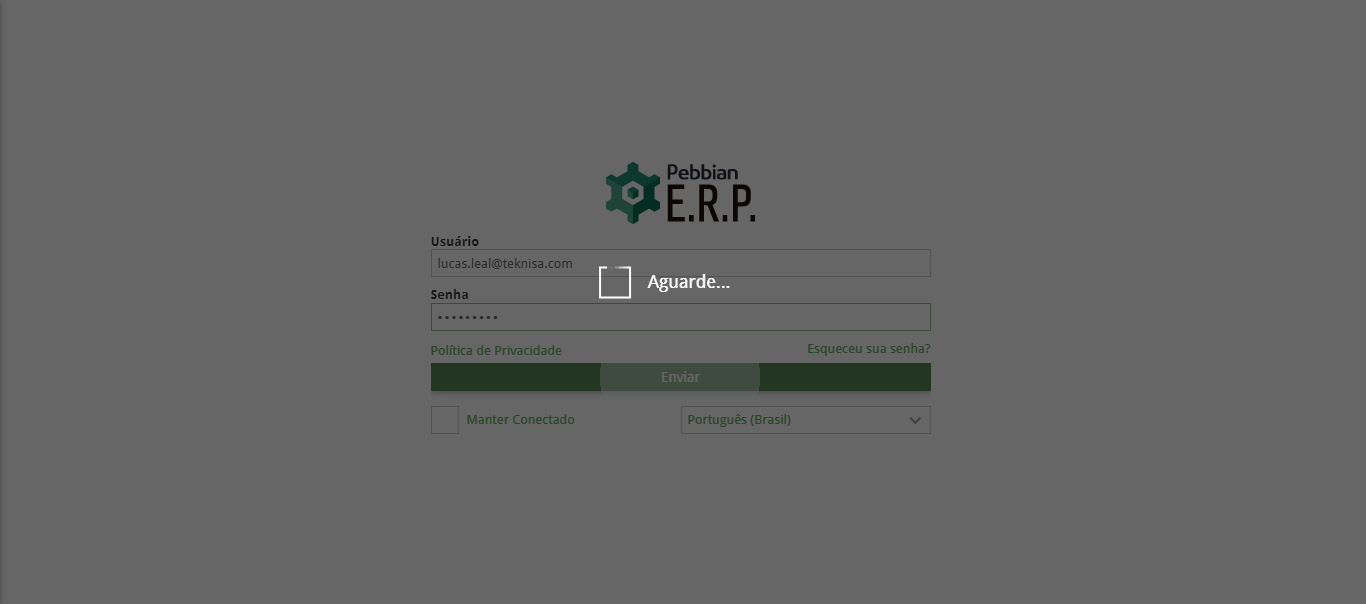 Pebbian
E.R.P.
Usuário
lucas.leal@teknisa.com
Aguarde...
Senha
•••••••••
Política de Privacidade
Esqueceu sua senha?
Enviar
Manter Conectado
Português (Brasil)